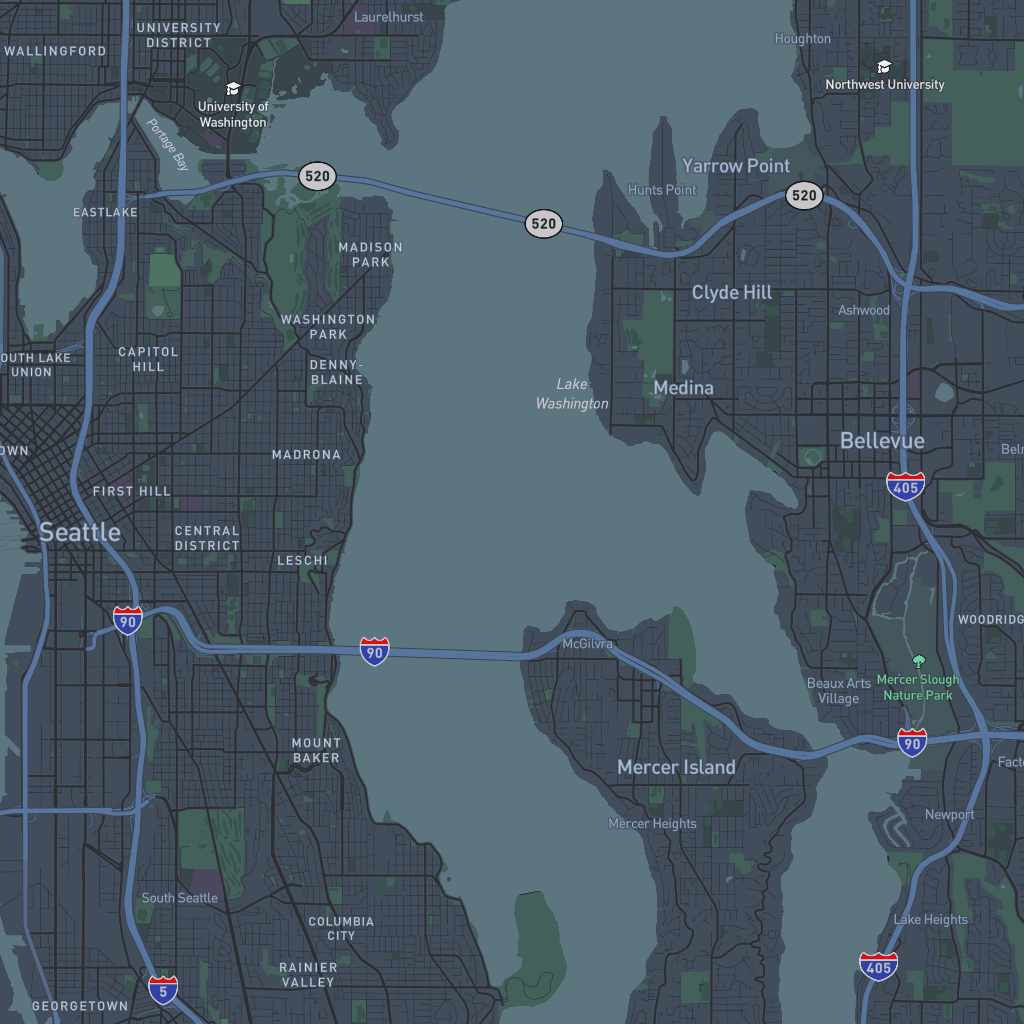 Laurelhurst
UNIVERSITY
DISTRICT
WALLINGFORD
Houghton
Northwest University
University of
Washington
Portage Bay
Yarrow Point
520
Hunts Point
520
EASTLAKE
520
MADISON
PARK
Clyde Hill
Ashwood
WASHINGTON
PARK
CAPITOL
HILL
OUTH LAKE
UNION
DENNY-
BLAINE
Lake
Washington
Medina
Bellevue
OWN
MADRONA
Belr
405
FIRST HILL
Seattle
CENTRAL
DISTRICT
LESCHI
90
WOODRIDG
McGilvra
90
Beaux Arts
Village
Mercer Slough
Nature Park
90
MOUNT
BAKER
Mercer Island
Facto
Newport
Mercer Heights
South Seattle
COLUMBIA
CITY
Lake Heights
405
RAINIER
VALLEY
5
GEORGETOWN